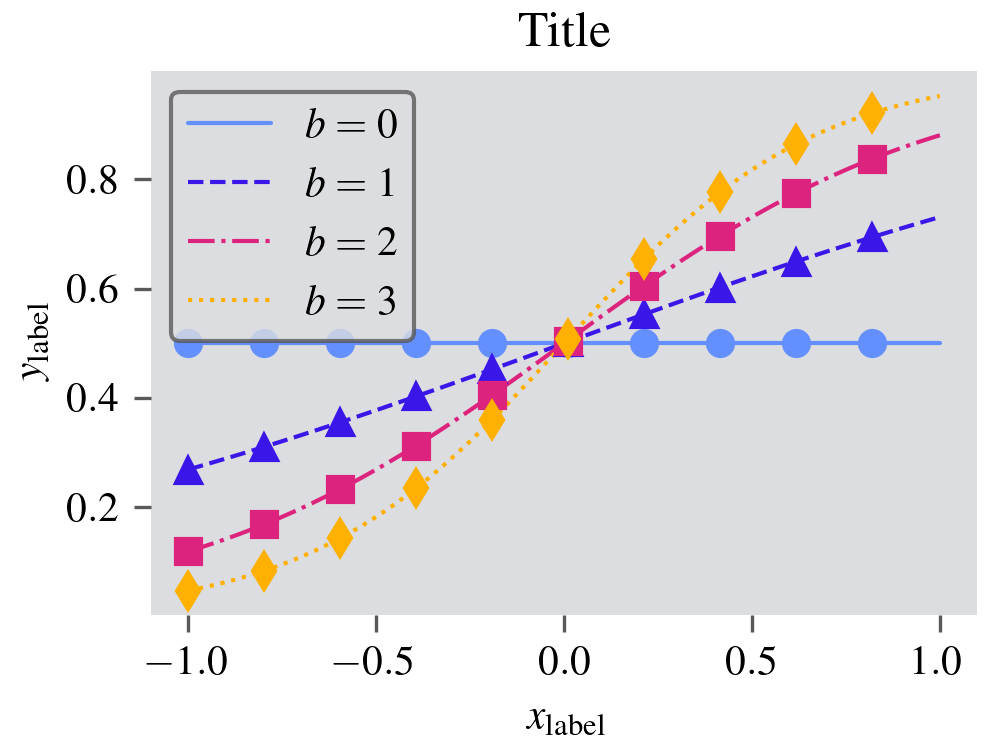 Title
b = 0
b = 1
b = 2
b = 3
0.8
0.6
0.4
0.2
y_label
−1.0 −0.5 0.0 0.5 1.0
x_label